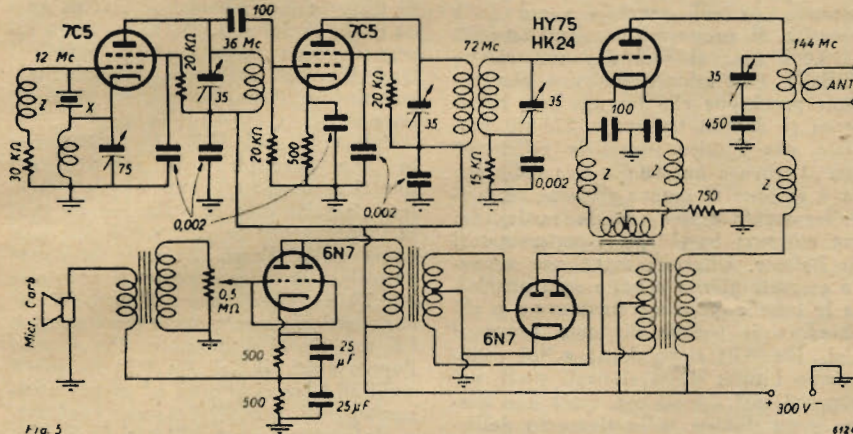 7C5
12 Mc
Z
X
30 KΩ
75
20 KΩ
36 Mc
100
35
0,002
7C5
20 KΩ
500
20 KΩ
0,002
72 Mc
35
HY75
HK24
35
15 KΩ
0,002
100
Z
Z
750
144 Mc
35
450
ANT
Z
Micr. Carb
0,5
MΩ
6N7
500
25
µF
500
25µF
6N7
+ 300 V -
Fig. 5